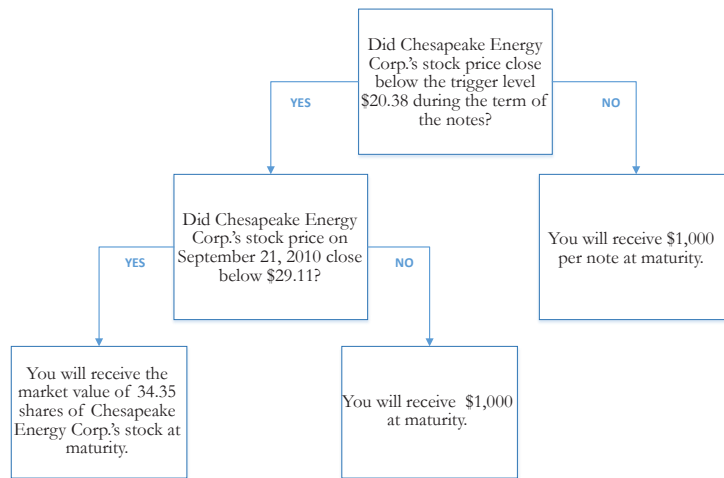 Did Chesapeake Energy
Corp.'s stock price close
below the trigger level
$20.38 during the term of
the notes?
YES
NO
Did Chesapeake Energy
Corp.'s stock price on
September 21, 2010 close
below $29.11?
You will receive $1,000
per note at maturity.
YES
NO
You will receive the
market value of 34.35
shares of Chesapeake
Energy Corp.'s stock at
maturity.
You will receive $1,000
at maturity.